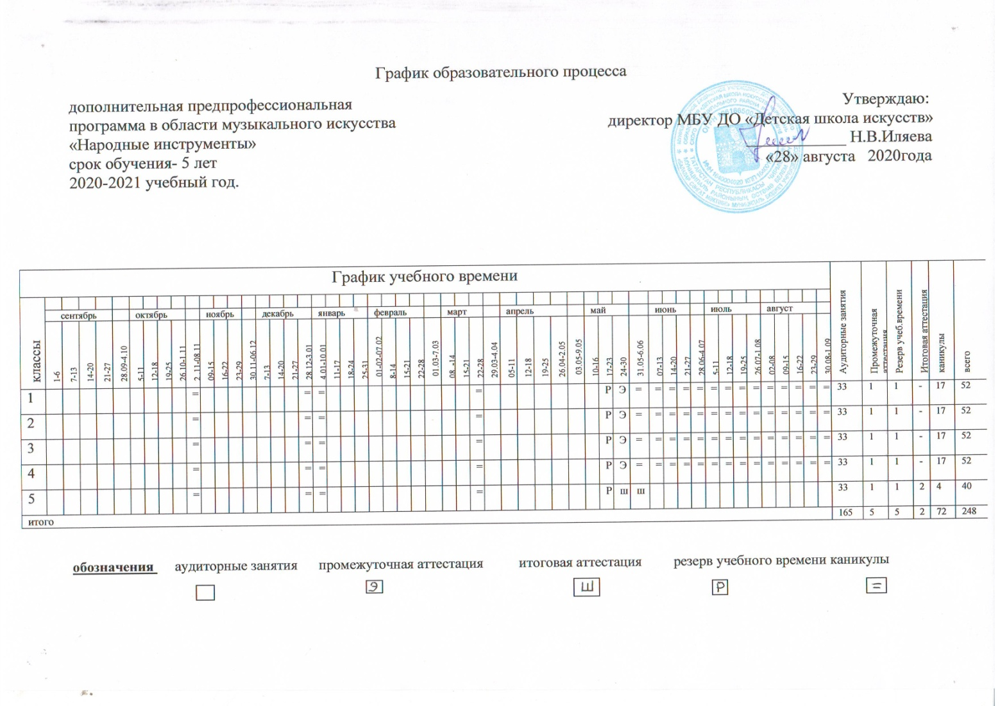 График образовательного процесса
дополнительная предпрофессиональная
программа в области музыкального искусства
«Народные инструменты»
срок обучения- 5 лет
2020-2021 учебный год.
Утверждаю:
директор МБУ ДО «Детская школа искусств»
Н.В.Иляева
«28» августа 2020года
График учебного времени
классы сентябрь октябрь ноябрь декабрь январь февраль март апрель май июнь июль август Аудиторные занятия Промежуточная аттестация Резерв учеб.времени Итоговая аттестация каникулы всего
1-6 7-13 14-20 21-27 28.09-4.10 5-11 12-18 19-25 26.10-1.11 2.11-08.11 09-15 16-22 23-29 30.11-06.12 7-13 14-20 21-27 28.12-3.01 4.01-10.01 11-17 18-24 25-31 01-02-07.02 8-14 15-21 22-28 01.03-7.03 08.-14 15-21 22-28 29.03-4.04 05-11 12-18 19-25 26.04-2.05 03.05-9.05 10-16 17-23 24-30 31.05-6.06 07-13 14-20 21-27 28.06-4.07 5-11 12-18 19-25 26.07-1.08 02-08 09-15 16-22 23-29 30.08-1.09
1 = = = = Р Э = = = = = = = = = = = = = = 33 1 1 - 17 52
2 = = = = Р Э = = = = = = = = = = = = = = 33 1 1 - 17 52
3 = = = = Р Э = = = = = = = = = = = = = = 33 1 1 - 17 52
4 = = = = Р Э = = = = = = = = = = = = = = 33 1 1 - 17 52
5 = = = = Р ш ш 33 1 1 2 4 40
итого 165 5 5 2 72 248
обозначения аудиторные занятия промежуточная аттестация итоговая аттестация резерв учебного времени каникулы
Э Ш Р =